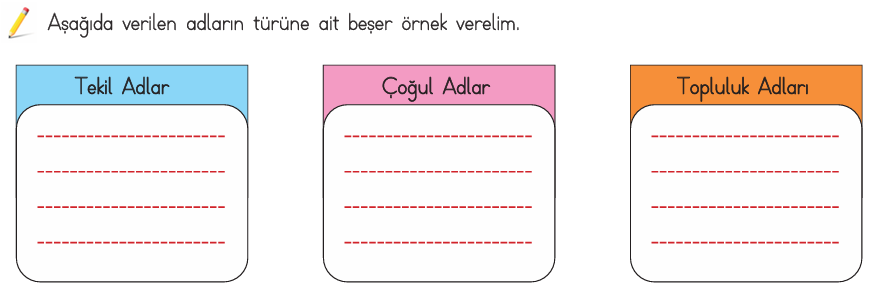 Aşağıda verilen adların türüne ait beşer örnek verelim.
Tekil Adlar
Çoğul Adlar
Topluluk Adları